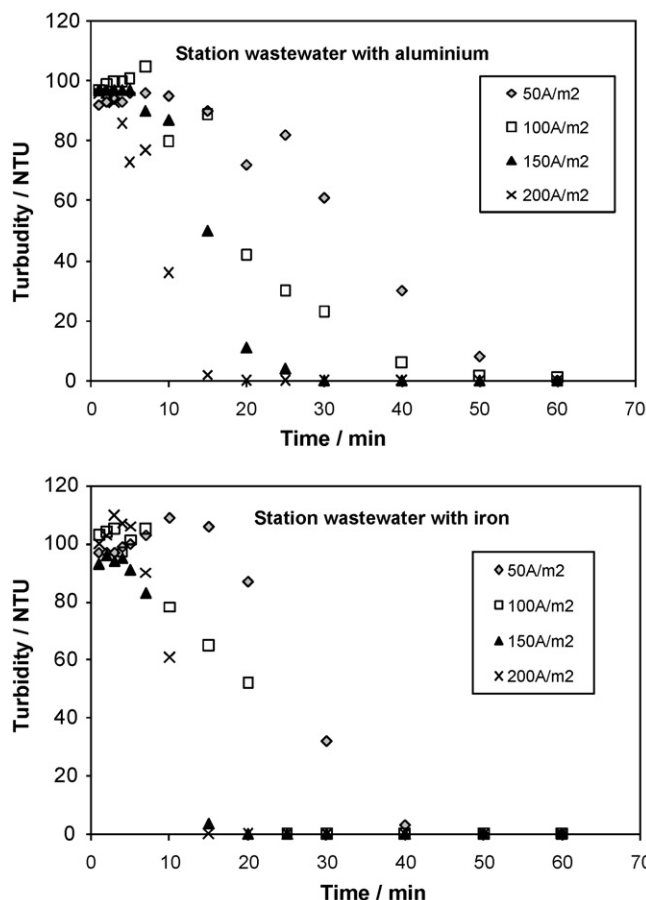 120
Station wastewater with aluminium
100
50A/m2
80
100A/m2
150A/m2
60
200A/m2
40
20
0
0 10 20 30 40 50 60 70
Turbudity / NTU
Time / min
120
Station wastewater with iron
100
50A/m2
80
100A/m2
60
150A/m2
40
200A/m2
20
0
0 10 20 30 40 50 60 70
Turbidity / NTU
Time / min